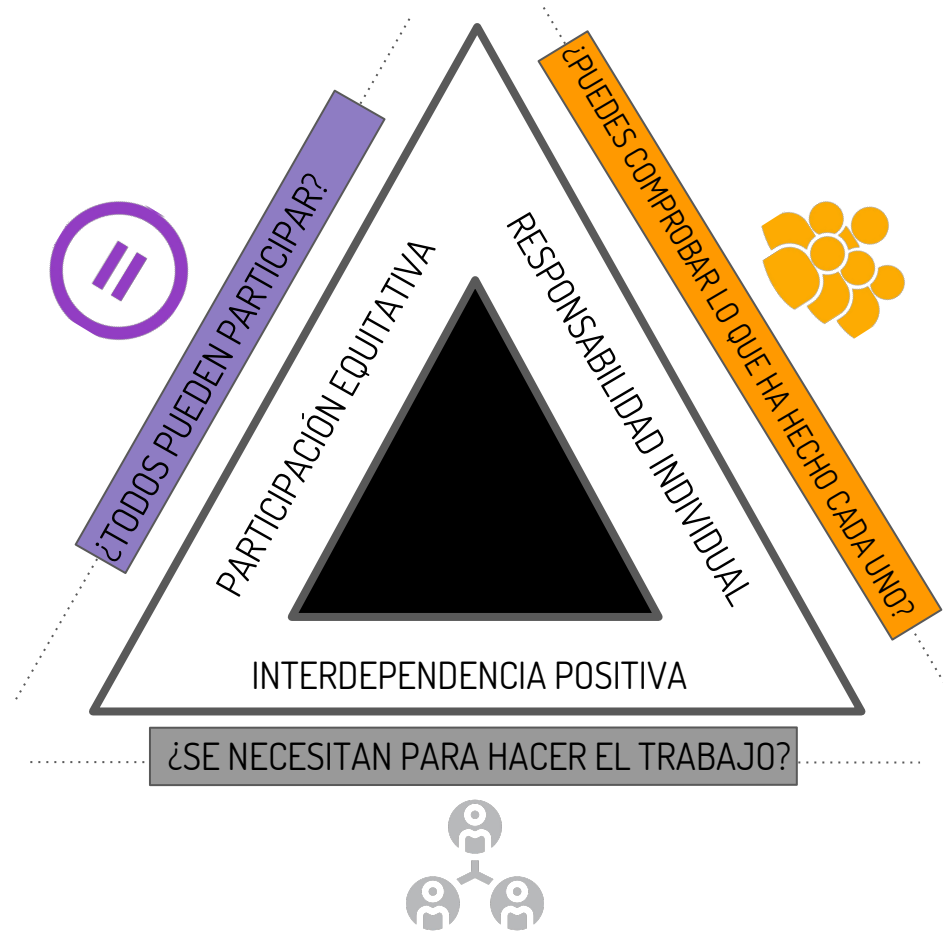 ¿TODOS PUEDEN PARTICIPAR?
PARTICIPACIÓN EQUITATIVA
RESPONSABILIDAD INDIVIDUAL
¿PUEDES COMPROBAR LO QUE HA HECHO CADA UNO?
INTERDEPENDENCIA POSITIVA
¿SE NECESITAN PARA HACER EL TRABAJO?